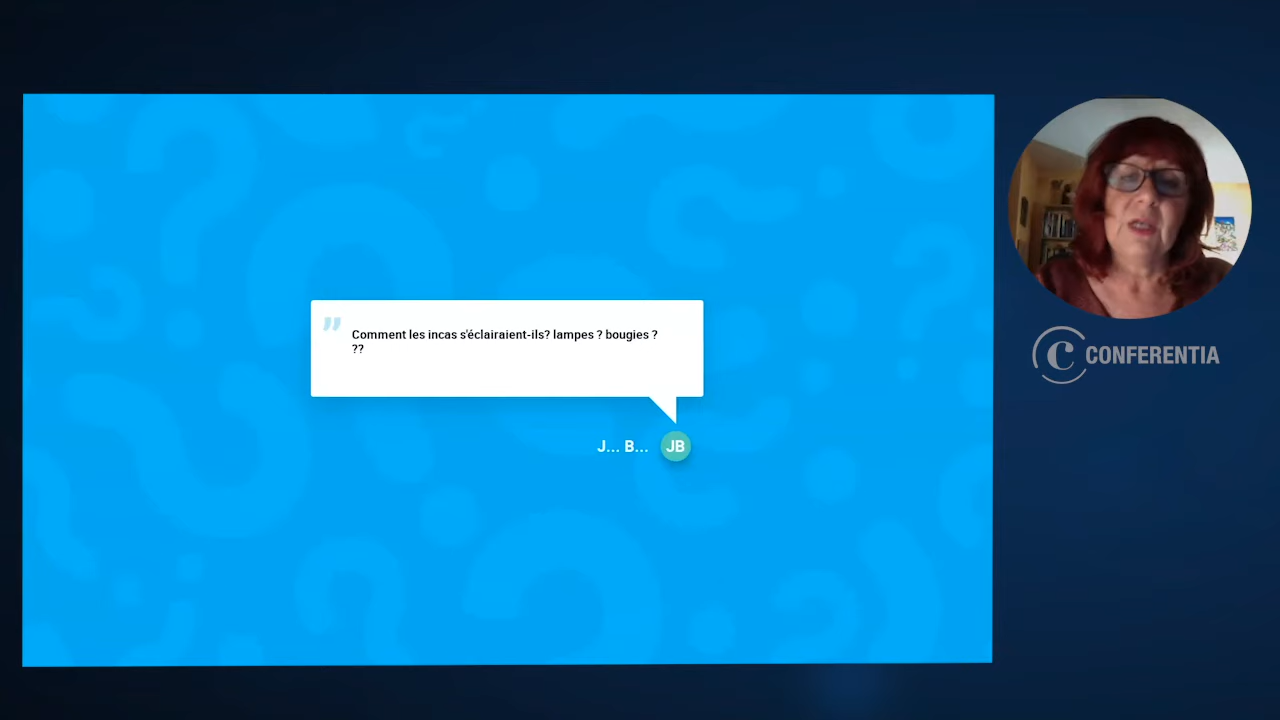 Comment les incas s'éclairaient-ils? lampes ? bougies ?
??
J... B... JB
C CONFERENTIA